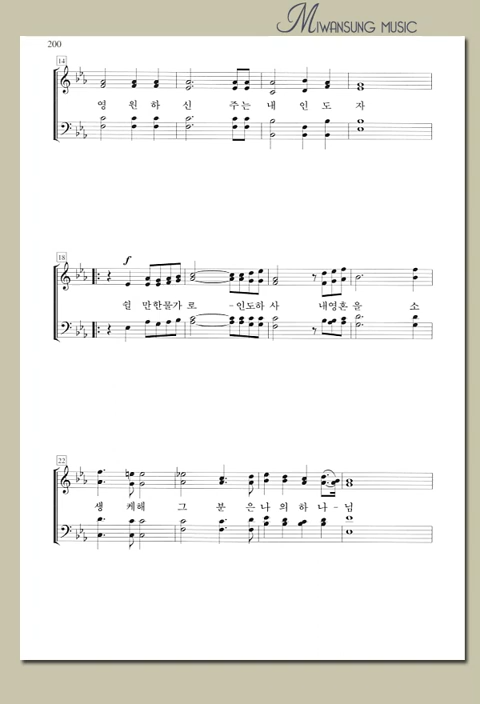 MIWANSUNG MUSIC
200
14
영 원 하 신 주는 내 인 도 자
18
f
쉴 만한물가 로 - 인도하 사 내영혼 을 소
22
생 케해 그 분 은 나 의 하 나 - 님